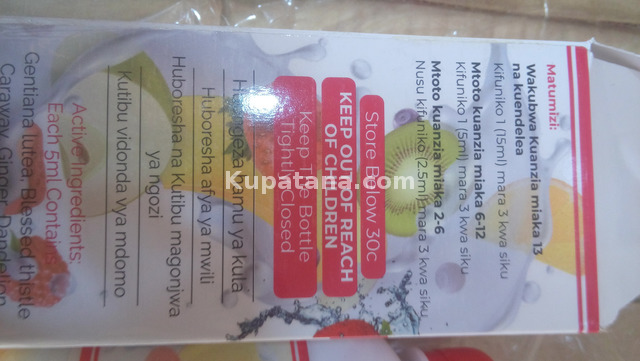 Matumizi:
Wakubwa Kuanzia miaka 13
na kuendelea
Kifuniko 1 (15ml) mara 3 kwa siku
Mtoto kuanzia miaka 6-12
Kifuniko 1 (5ml) mara 3 kwa siku
Mtoto kuanzia miaka 2-6
Nusu kifuniko (2.5ml) mara 3 kwa siku
Store Below 30c
KEEP OUT OF REACH
OF CHILDREN
Keep The Bottle
Tightly Closed
hamu ya kula
Huboresha afya ya mwili
Huboresha na Kutibu magonjwa
ya ngozi
Kutibu vidonda vya mdomo
Active Ingredients:
Each 5ml Contains
Gentiana lutea, Blessed thistle
Caraway, Ginger, Dandelion
Kupatana.com